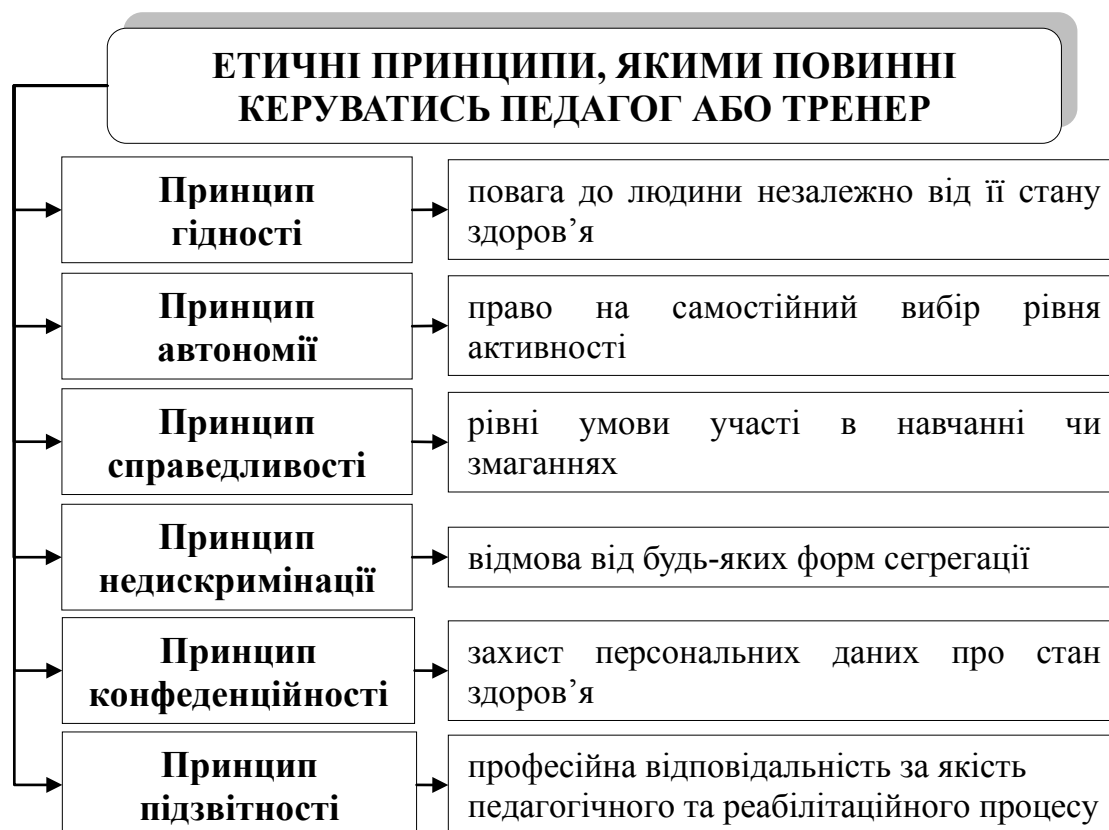 ЕТИЧНІ ПРИНЦИПИ, ЯКИМИ ПОВИННІ
КЕРУВАТИСЬ ПЕДАГОГ АБО ТРЕНЕР
Принцип
гідності
повага до людини незалежно від її стану
здоров’я
Принцип
автономії
право на самостійний вибір рівня
активності
Принцип
справедливості
рівні умови участі в навчанні чи
змаганнях
Принцип
недискримінації
відмова від будь-яких форм сегрегації
Принцип
конфеденційності
захист персональних даних про стан
здоров’я
Принцип
підзвітності
професійна відповідальність за якість
педагогічного та реабілітаційного процесу